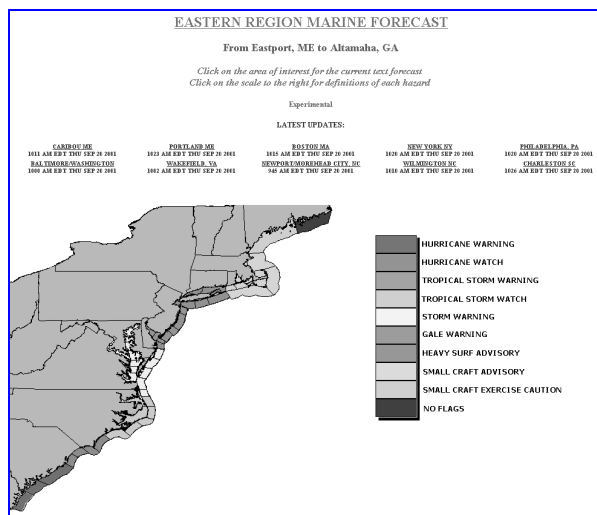 EASTERN REGION MARINE FORECAST
From Eastport, ME to Altamaha, GA
Click on the area of interest for the current text forecast
Click on the scale to the right for definitions of each hazard
Experimental
LATEST UPDATES:
CARIBOU ME PORTLAND ME BOSTON MA NEW YORK NY PHILADELPHIA, PA
1011 AM EDT THU SEP 20 2001 1023 AM EDT THU SEP 20 2001 1015 AM EDT THU SEP 20 2001 1020 AM EDT THU SEP 20 2001 1020 AM EDT THU SEP 20 2001
BALTIMORE/WASHINGTON WAKEFIELD, VA NEWPORT/MOREHEAD CITY, NC WILMINGTON NC CHARLESTON SC
AM EDT THU SEP 20 2001 AM EDT THU SEP 20 2001 945 AM EDT THU SEP 20 2001 AM EDT THU SEP 20 2001 1026 AM EDT THU SEP 20 2001
HURRICANE WARNING
HURRICANE WATCH
TROPICAL STORM WARNING
TROPICAL STORM WATCH
STORM WARNING
GALE WARNING
HEAVY SURF ADVISORY
SMALL CRAFT ADVISORY
SMALL CRAFT EXERCISE CAUTION
NO FLAGS